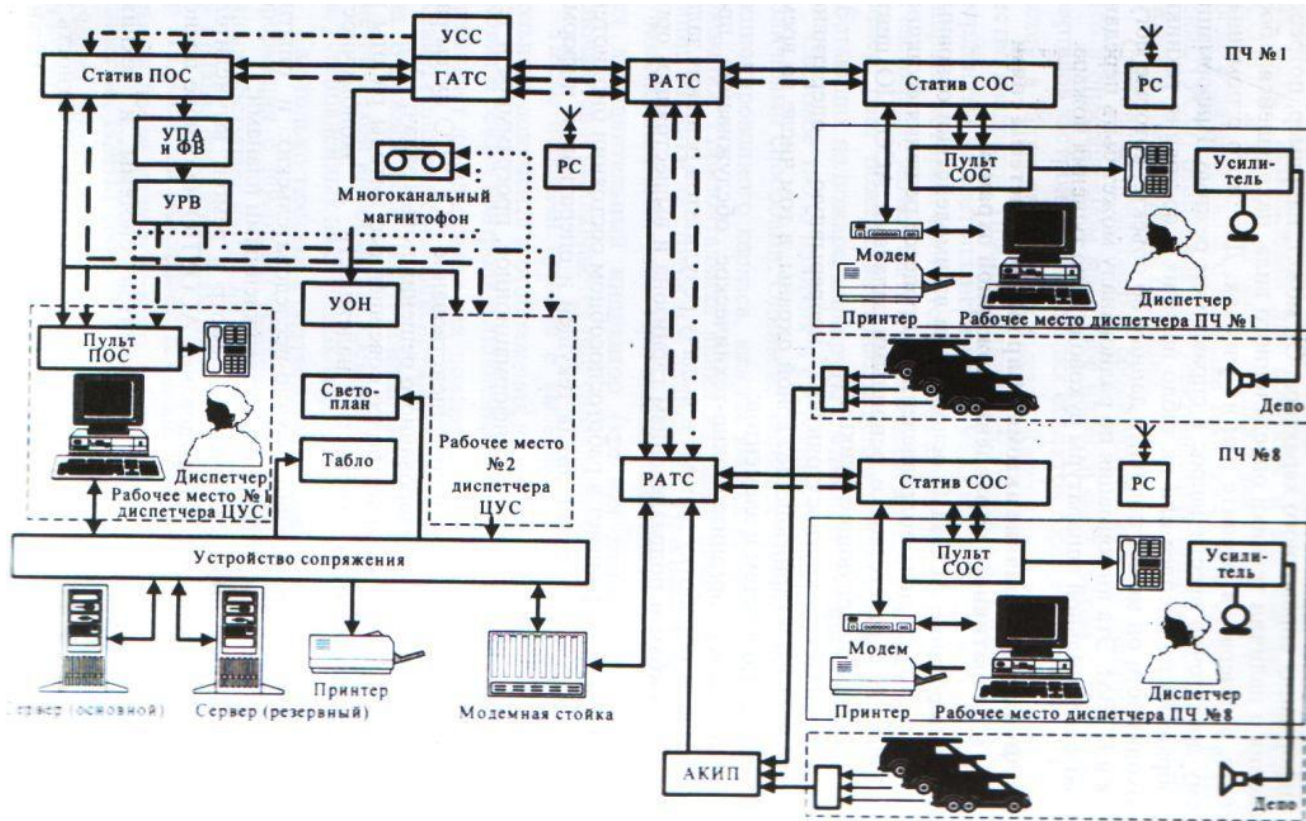 УСС
ГАТС
Статив ПОС
РАТС
Статив СОС
РС
ПЧ №1
УПА
и ФВ
УРВ
Многоканальный
магнитофон
РС
Пульт
СОС
Усили-
тель
Модем
Диспетчер
Принтер
Рабочее место диспетчера ПЧ №1
УОН
Пульт
ПОС
Свето-
план
Табло
Диспетчер
Рабочее место №1
диспетчера ЦУС
Рабочее место
№2
диспетчера
ЦУС
Депо
ПЧ №8
РАТС
Статив СОС
РС
Пульт
СОС
Усили-
тель
Модем
Диспетчер
Принтер
Рабочее место диспетчера ПЧ №8
Устройство сопряжения
Принтер
Сервер (основной)
Сервер (резервный)
Модемная стойка
АКИП
Депо